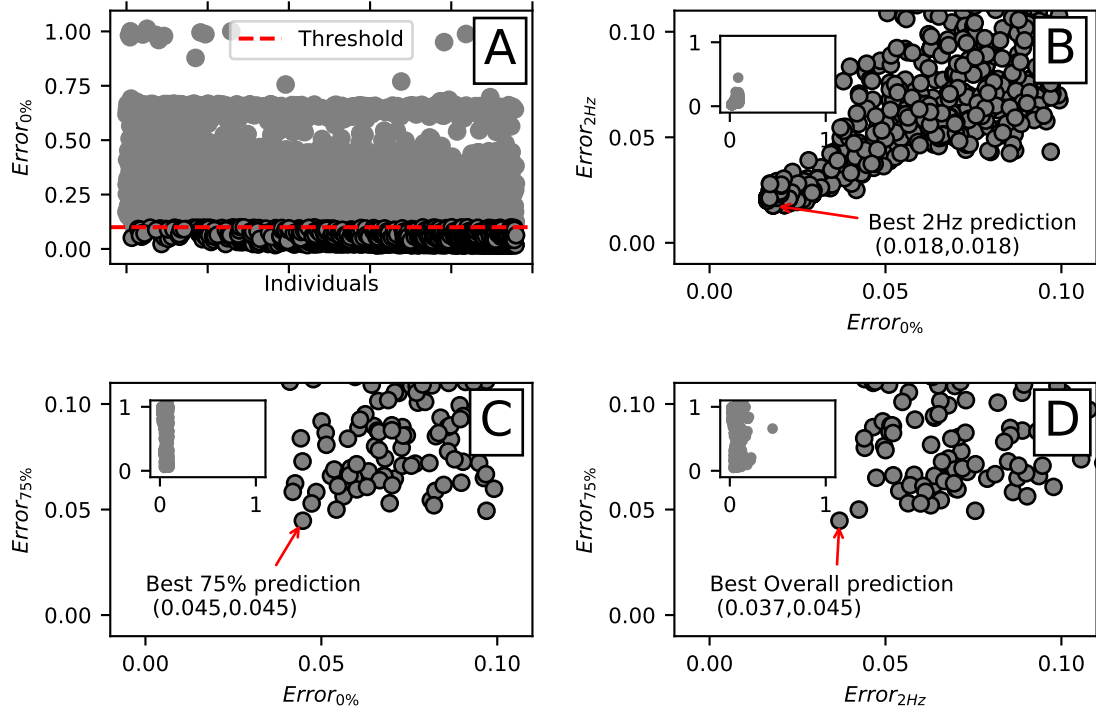 A
Threshold
1.00
0.75
0.50
0.25
0.00
Error0%
Individuals
B
1
0
0
1
0.10
0.05
0.00
Error2Hz
Best 2Hz prediction
(0.018,0.018)
0.00
0.05
0.10
Error0%
C
1
0
0
1
0.10
0.05
0.00
Error75%
Best 75% prediction
(0.045,0.045)
0.00
0.05
0.10
Error0%
D
1
0
0
1
0.10
0.05
0.00
Error75%
Best Overall prediction
(0.037,0.045)
0.00
0.05
0.10
Error2Hz